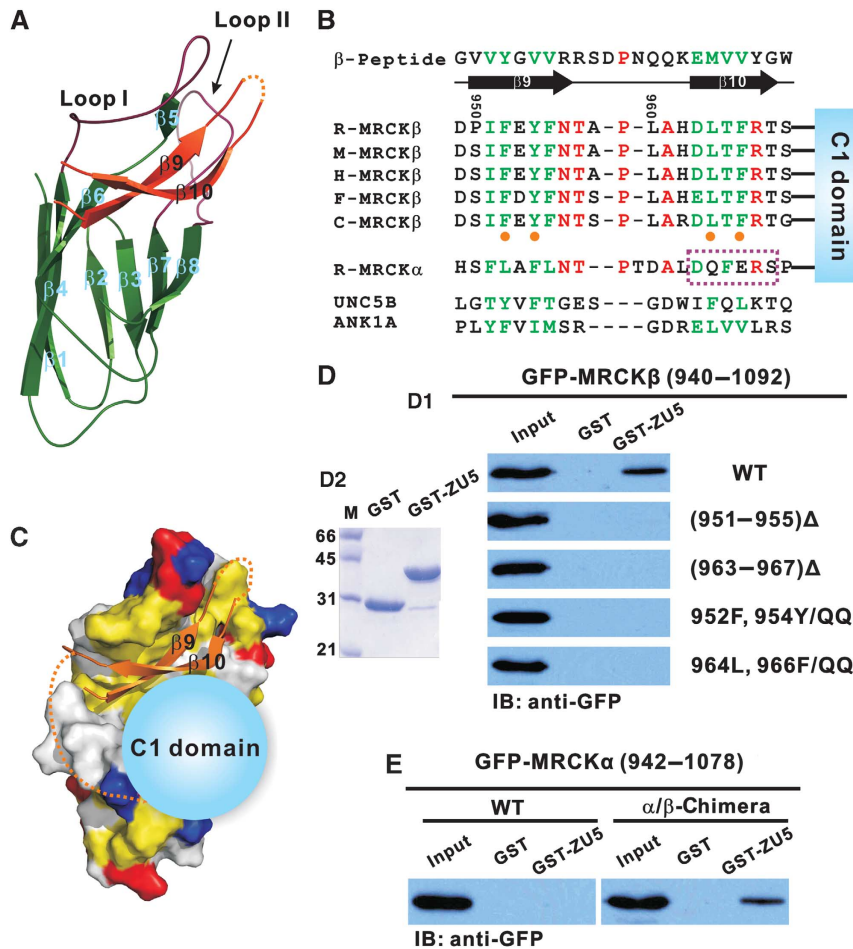 A
Loop II
Loop I
β5
β9
β10
β6
β2
β3
β7
β8
β4
β1
B
β-Peptide GVVYGVVRRSDPNQQKEMVVYGW
β9 β10
950 960
R-MRCKβ DPIFEYFNTA-P-LAHDLTFRTS
M-MRCKβ DSIFEYFNTA-P-LAHDLTFRTS
H-MRCKβ DSIFEYFNTA-P-LAHDLTFRTS
F-MRCKβ DSIFDYFNTS-P-LAHDLTFRTS
C-MRCKβ DSIFEYFNTS-P-LARDLTFRTG
R-MRCKα HSFLAFLNT--PTDALDQFERSP
UNC5B LGTYVFTGES---GDWIFQLKTQ
ANK1A PLYFVIMSR----GDRELVVLRS
C1 domain
C
β9
β10
C1 domain
D
GFP-MRCKβ (940–1092)
D1
Input GST GST-ZU5
WT
(951–955)Δ
(963–967)Δ
952F, 954Y/QQ
964L, 966F/QQ
IB: anti-GFP
D2
M GST GST-ZU5
66
45
31
21
E
GFP-MRCKα (942–1078)
WT α/β-Chimera
Input GST GST-ZU5 Input GST GST-ZU5
IB: anti-GFP